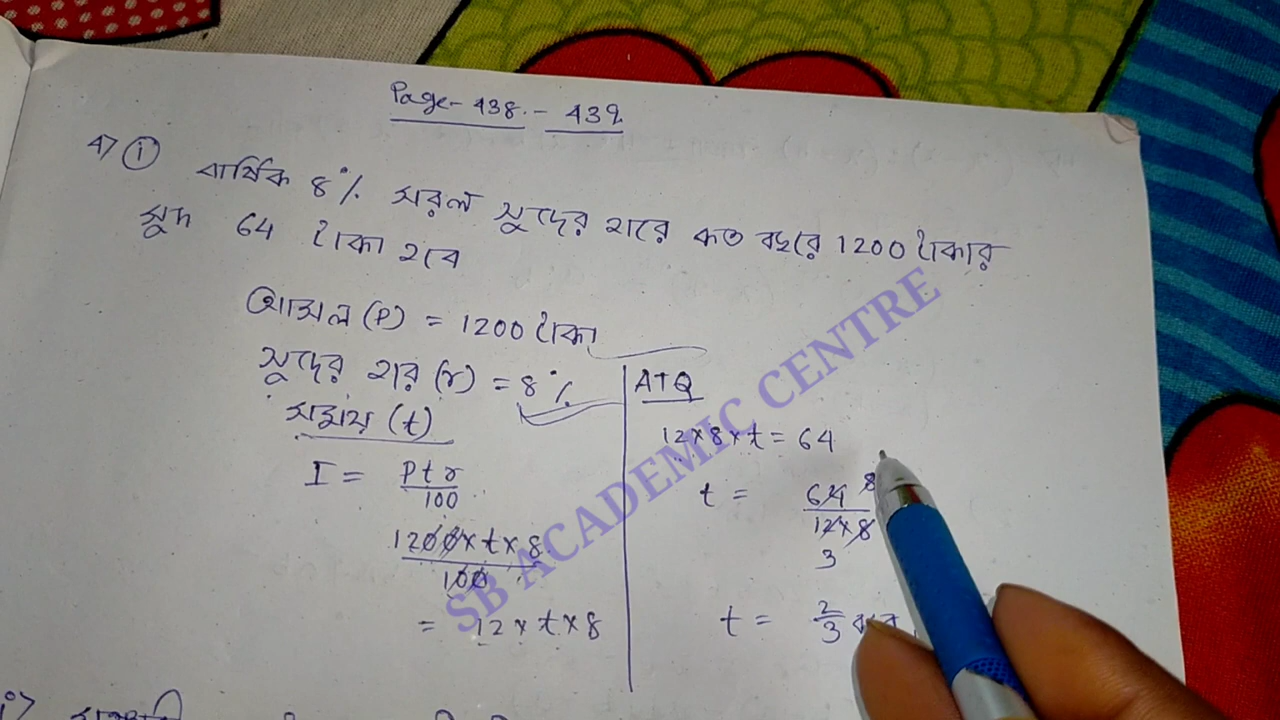 Page - 438. - 439
4> (i) বার্ষিক 8% সরল সুদের হারে কত বছরে 1200 টাকার
সুদ 64 টাকা হবে
আসল (P) = 1200 টাকা
সুদের হার (r) = 8%
সময় (t)
I = Ptr/100
1200×t×8/100
= 12×t×8
ATQ
12×8×t = 64
t = 64 8/12×8
3
t = 2/3
SB ACADEMIC CENTRE